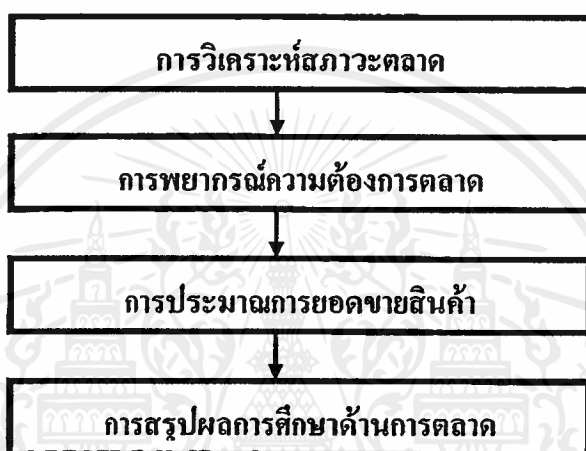 การวิเคราะห์สภาวะตลาด
การพยากรณ์ความต้องการตลาด
การประมาณการยอดขายสินค้า
การสรุปผลการศึกษาด้านการตลาด